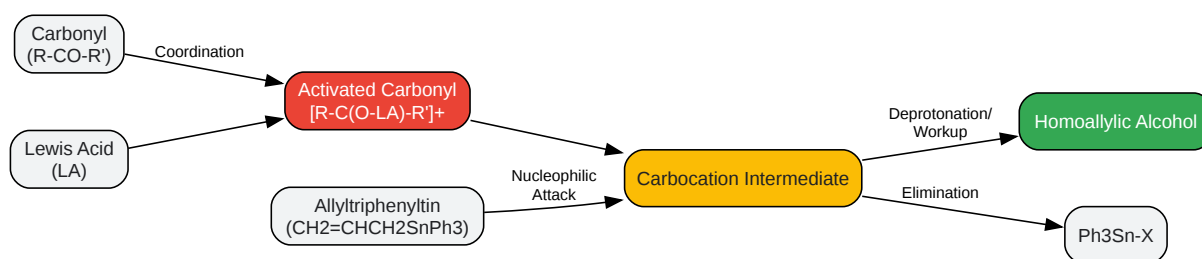 Carbonyl
(R-CO-R')
Coordination
Lewis Acid
(LA)
Activated Carbonyl
[R-C(O-LA)-R']+
Allyltriphenyltin
(CH2=CHCH2SnPh3)
Nucleophilic
Attack
Carbocation Intermediate
Deprotonation/
Workup
Homoallylic Alcohol
Elimination
Ph3Sn-X